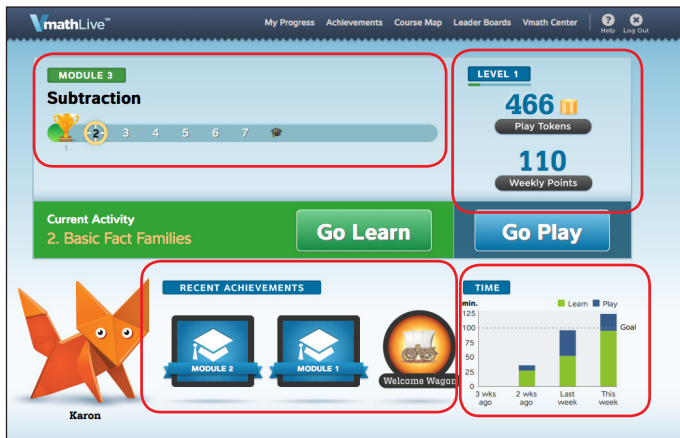 VmathLive™
My Progress Achievements Course Map Leader Boards Vmath Center
? Help
Log Out
MODULE 3
Subtraction
1 2 3 4 5 6 7
LEVEL 1
466
Play Tokens
110
Weekly Points
Current Activity
2. Basic Fact Families
Go Learn
Go Play
RECENT ACHIEVEMENTS
MODULE 2
MODULE 1
Welcome Wagon
Karon
TIME
min.
Learn Play
125
100
Goal
75
50
25
0
3 wks ago
2 wks ago
Last week
This week